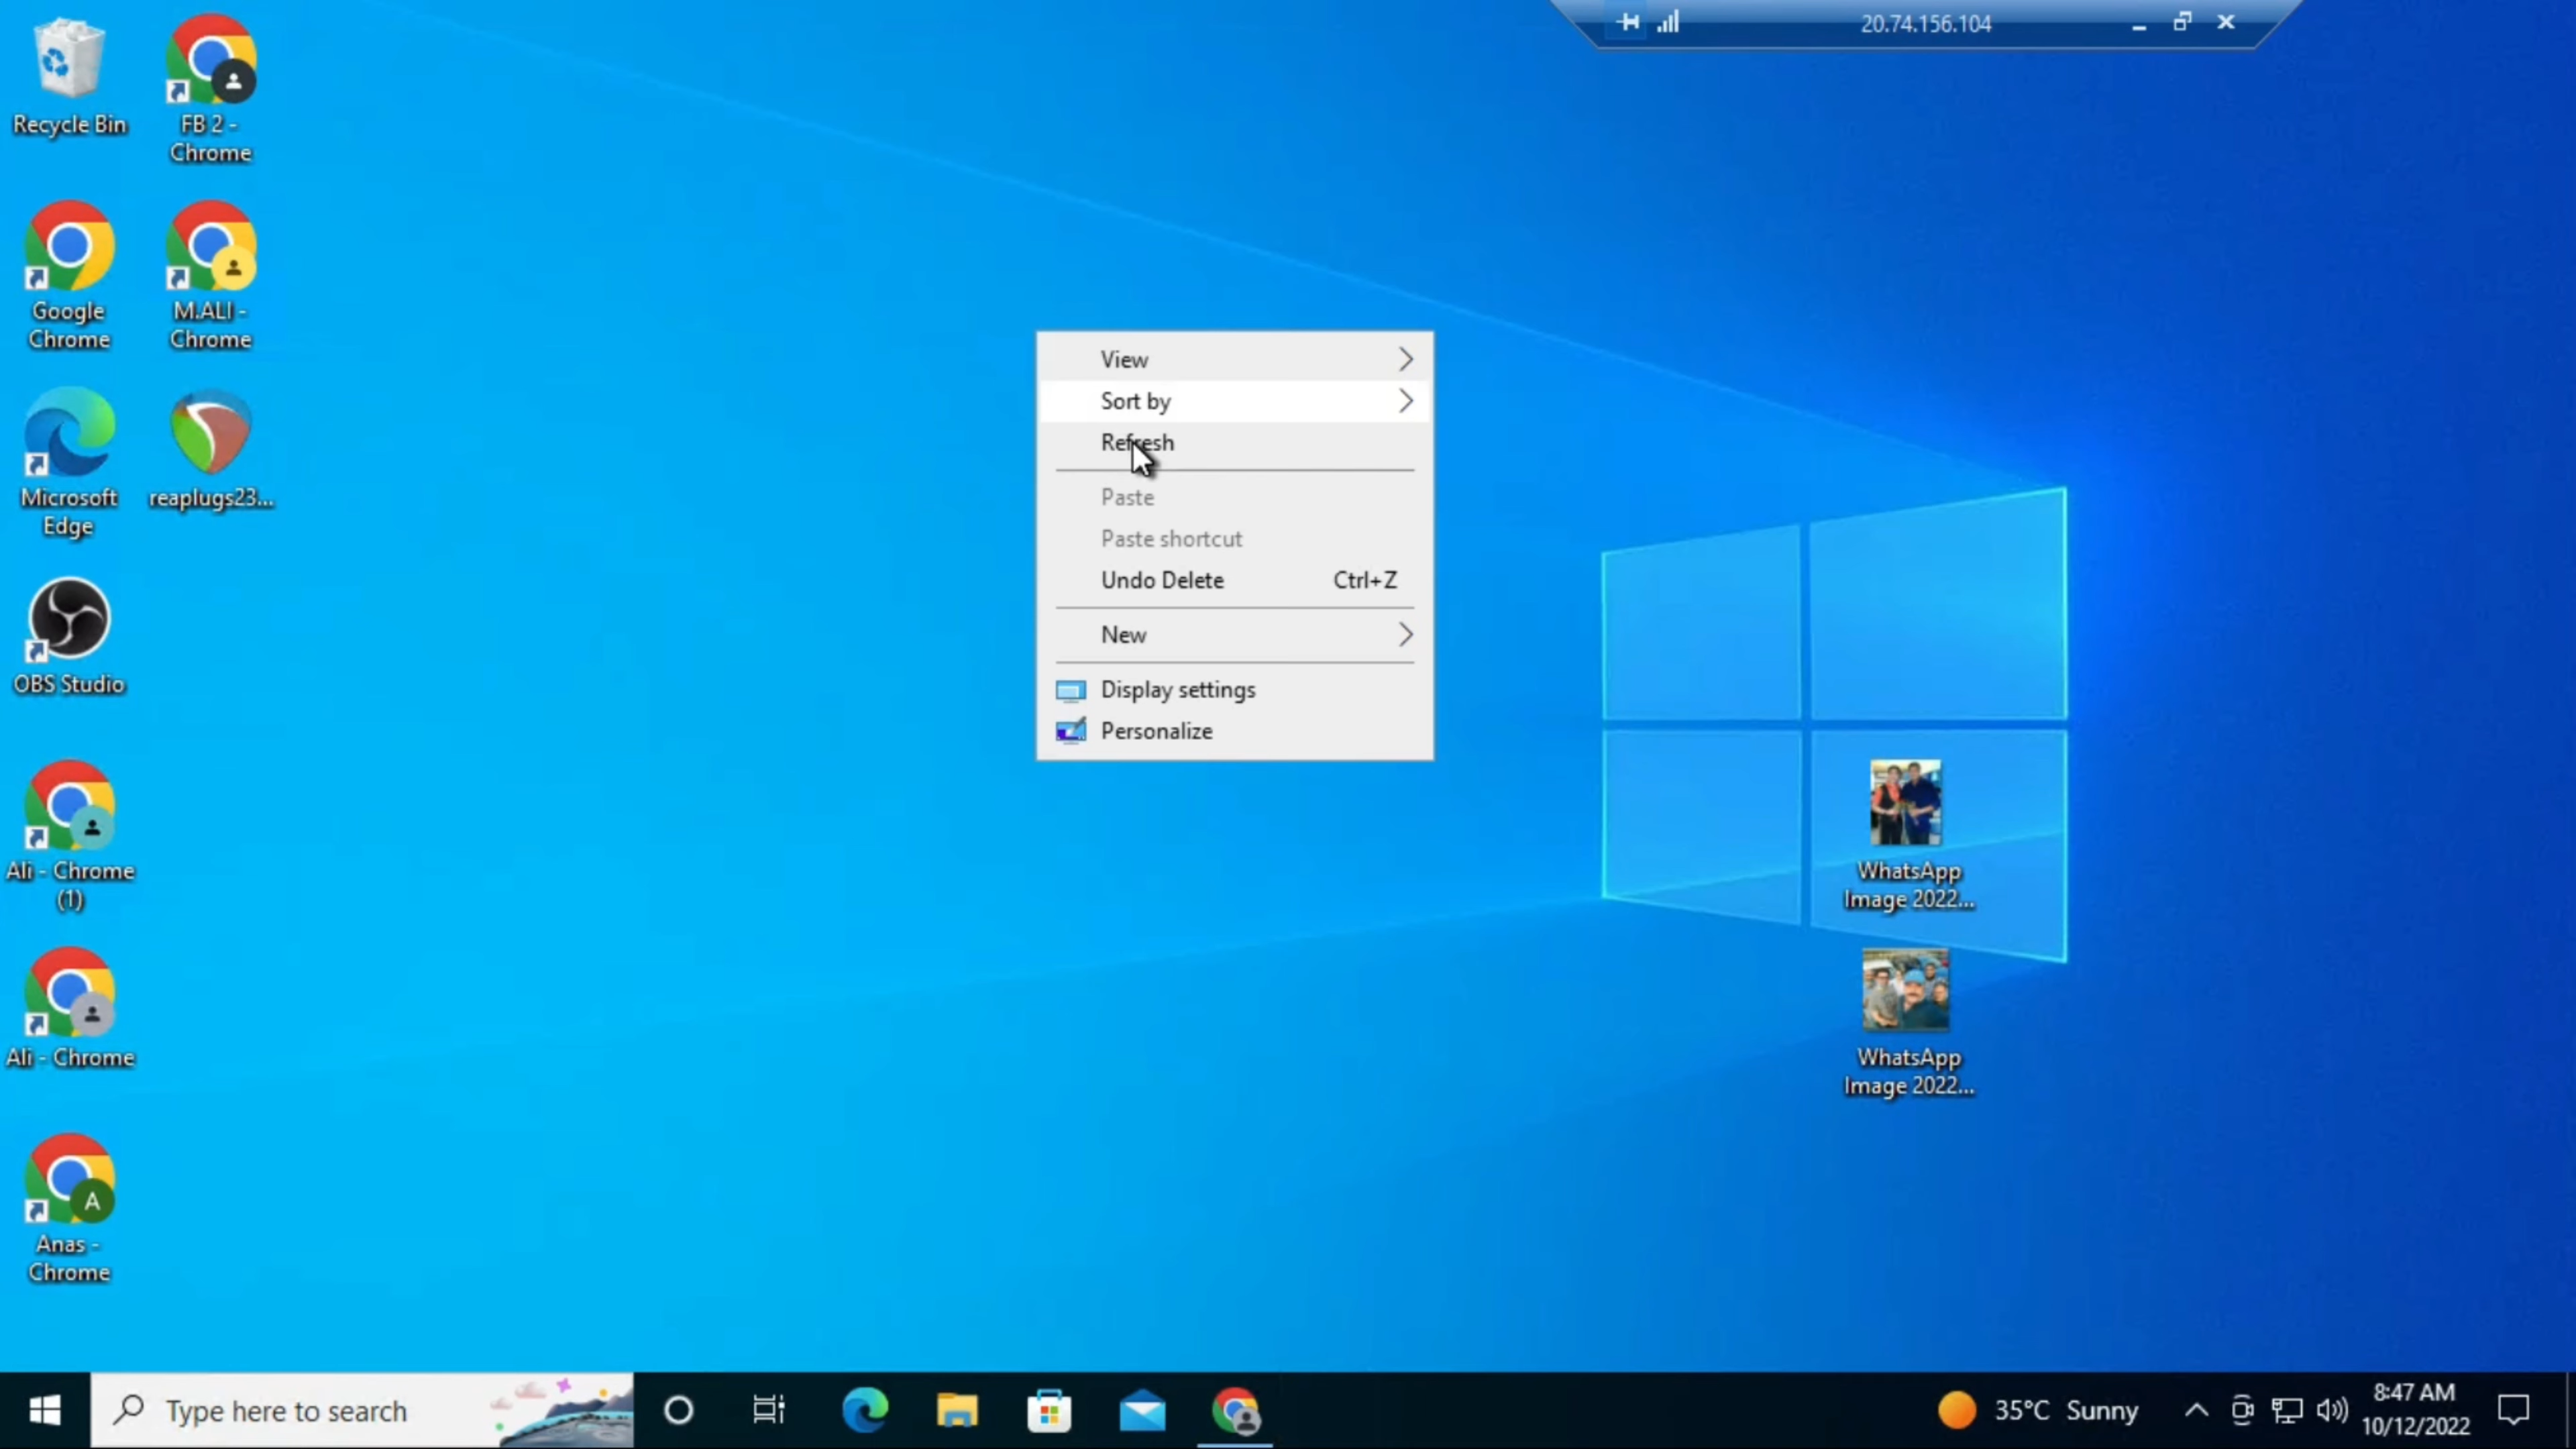 20.74.156.104
Recycle Bin
FB 2 -
Chrome
Google
Chrome
M.ALI -
Chrome
Microsoft
Edge
reaplugs23...
OBS Studio
Ali - Chrome
(1)
Ali - Chrome
A
Anas -
Chrome
View
Sort by
Refresh
Paste
Paste shortcut
Undo Delete Ctrl+Z
New
Display settings
Personalize
WhatsApp
Image 2022...
WhatsApp
Image 2022...
Type here to search
35°C Sunny
8:47 AM
10/12/2022